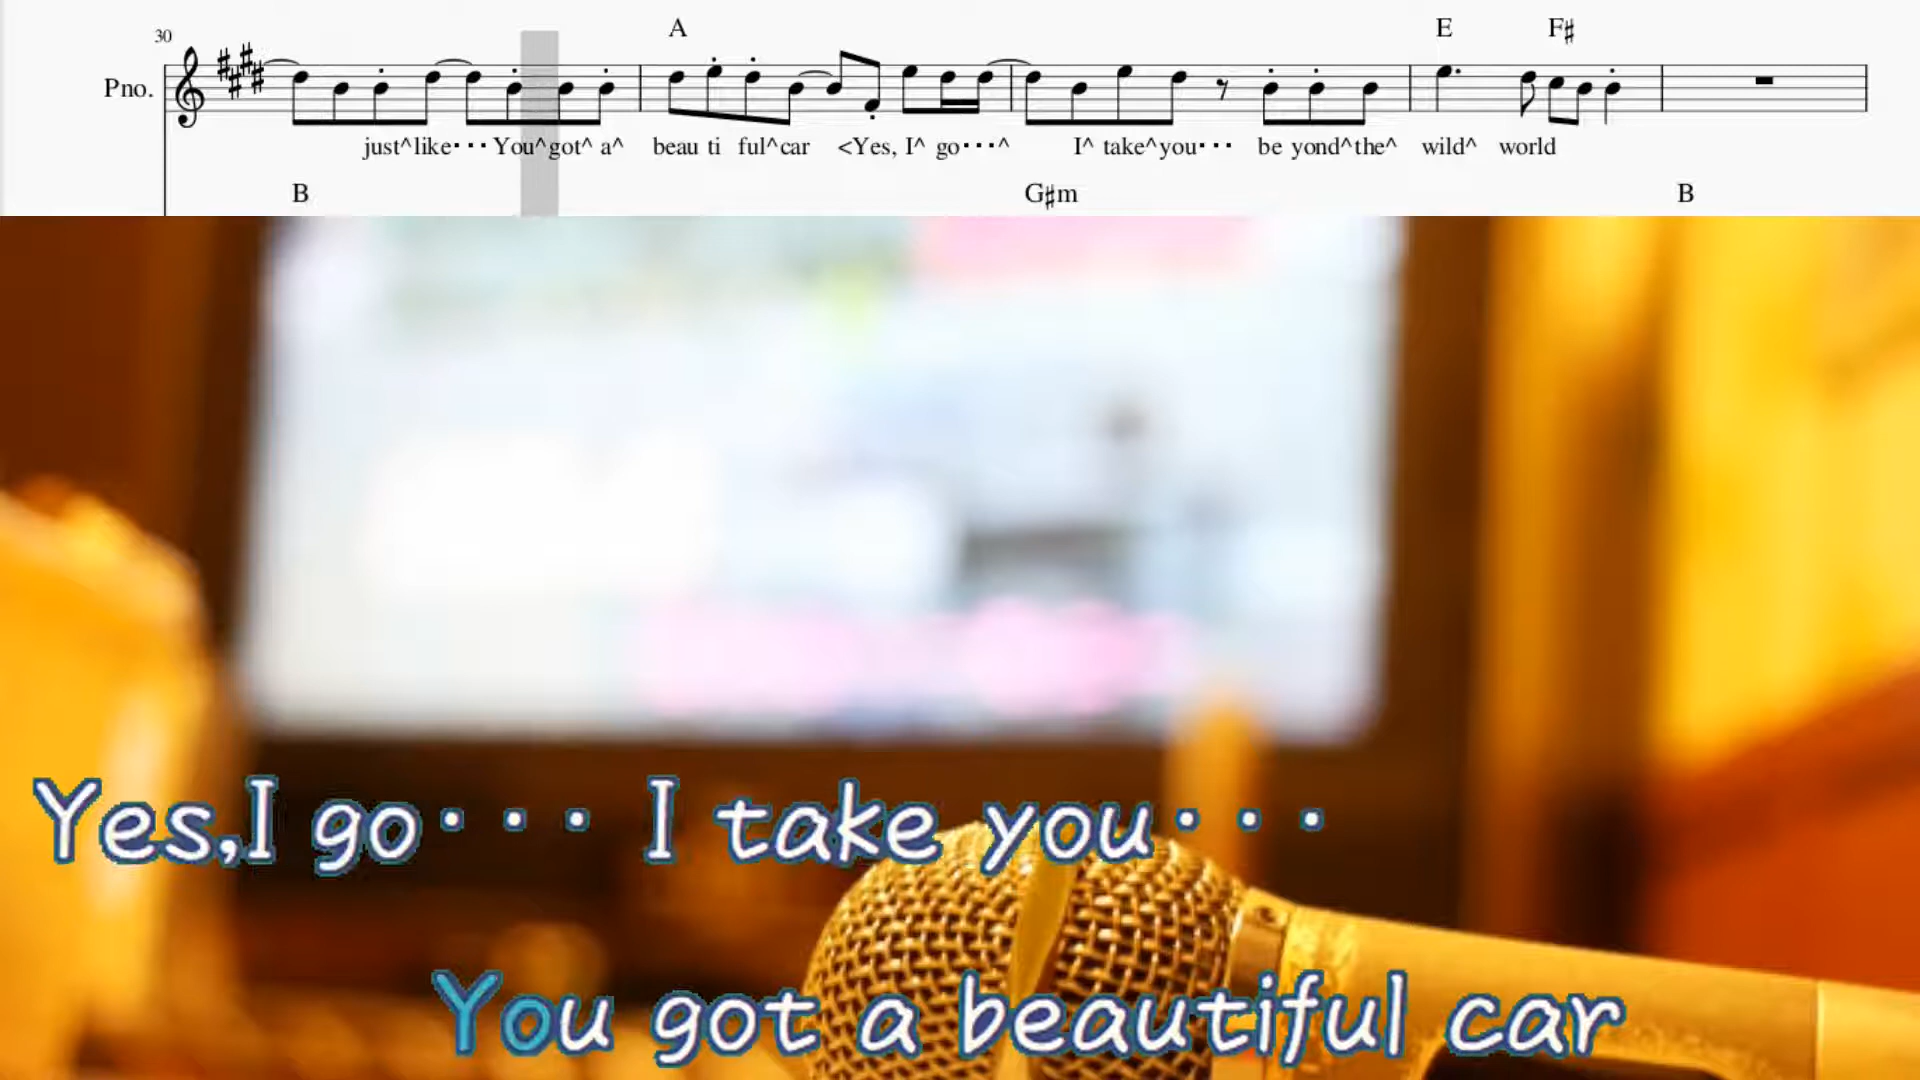 30 A E F♯
Pno.
just^like・・・You^got^ a^ beau ti ful^car <Yes, I^ go・・・^ I^ take^you・・・ be yond^the^ wild^ world
B G♯m B
Yes,I go・・・ I take you・・・
You got a beautiful car